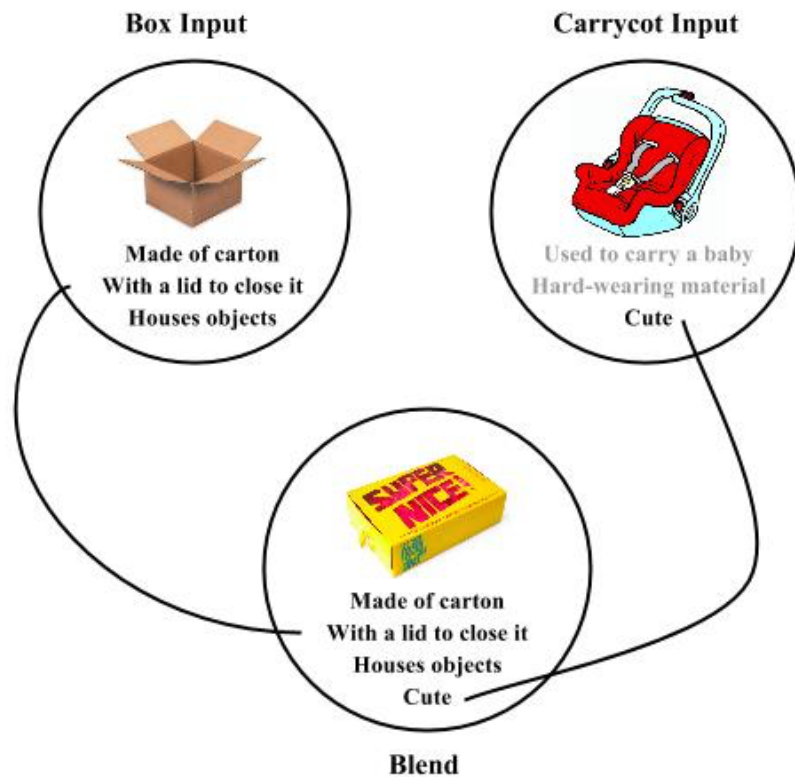 Box Input
Carrycot Input
Made of carton
With a lid to close it
Houses objects
Used to carry a baby
Hard-wearing material
Cute
SUPER
NICE!
Made of carton
With a lid to close it
Houses objects
Cute
Blend